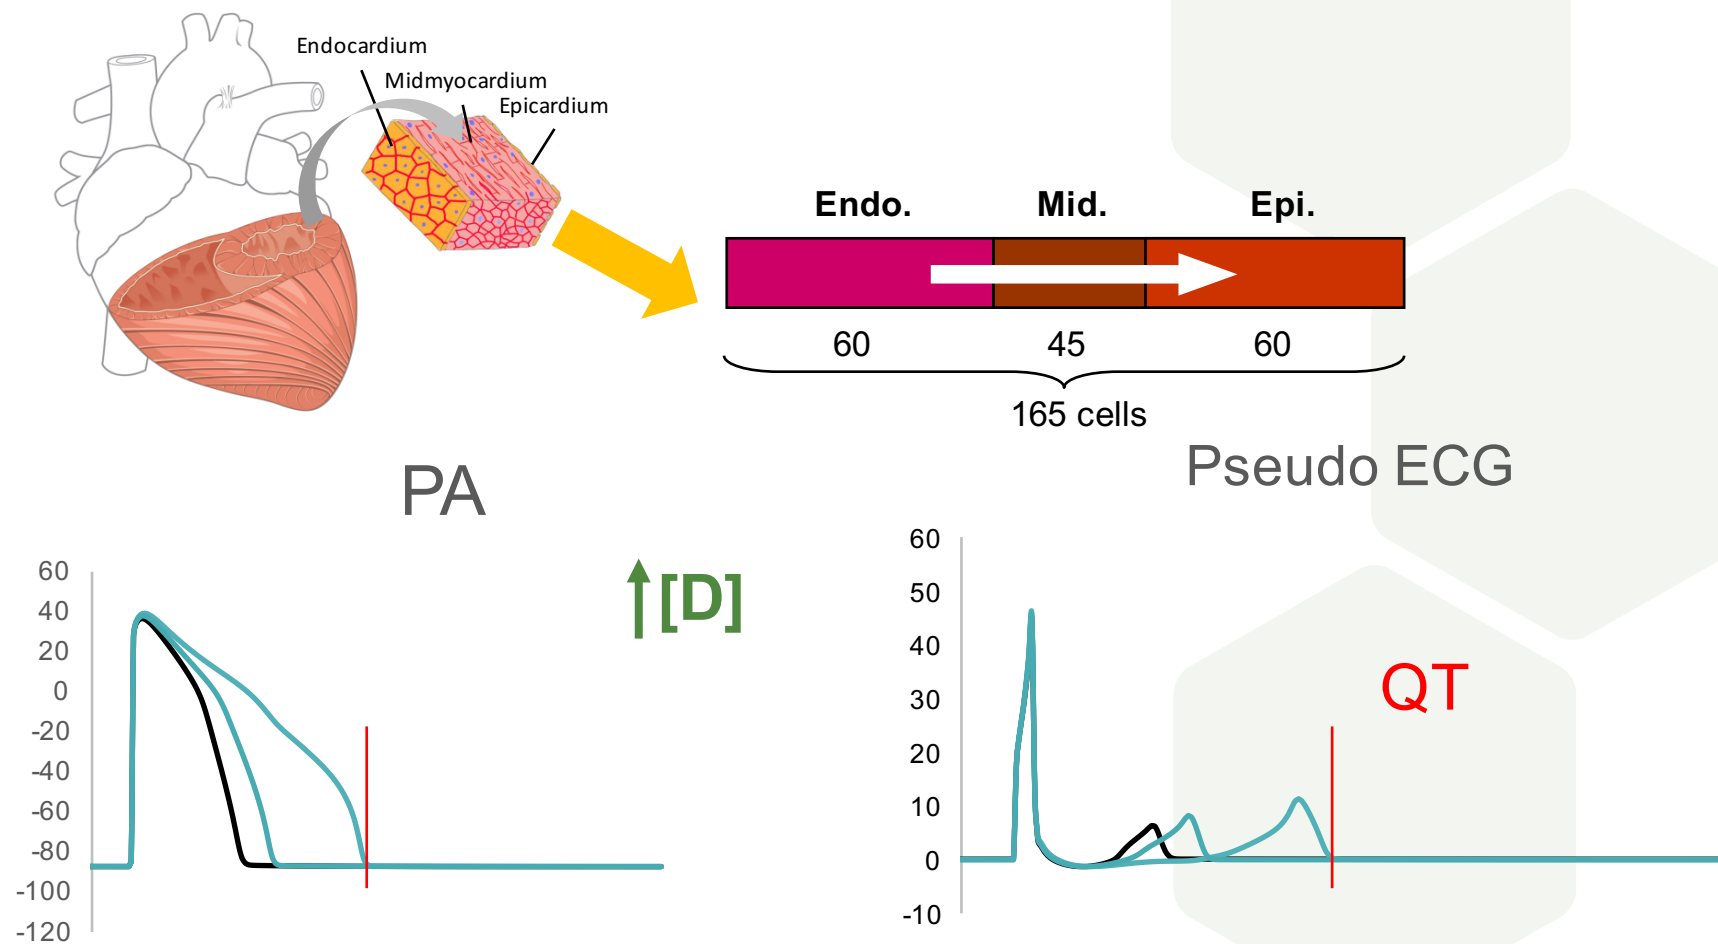 Endocardium
Midmyocardium
Epicardium
Endo. Mid. Epi.
60 45 60
165 cells
PA
Pseudo ECG
↑[D]
60
40
20
0
-20
-40
-60
-80
-100
-120
60
50
40
30
20
10
0
-10
QT